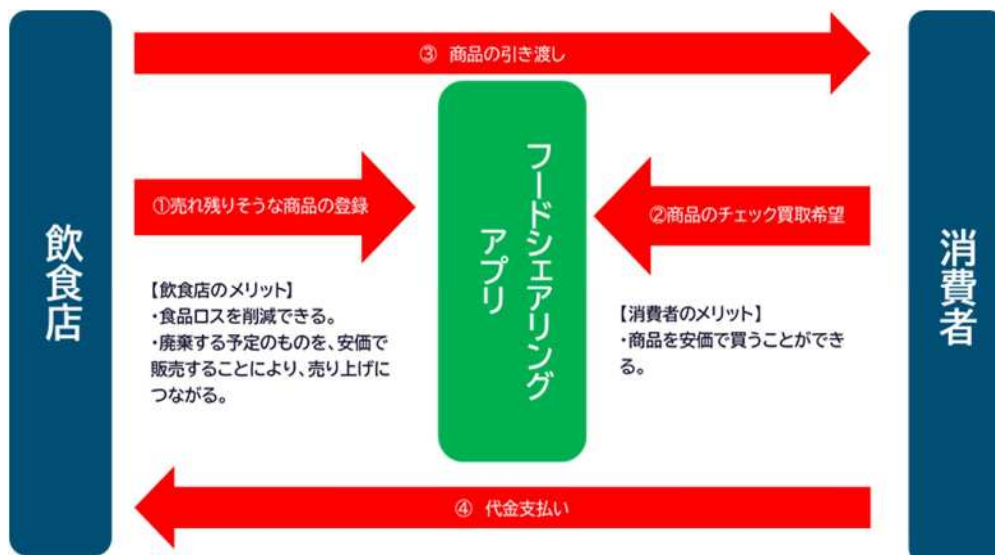 ③ 商品の引き渡し
飲食店
①売れ残りそうな商品の登録
【飲食店のメリット】
・食品ロスを削減できる。
・廃棄する予定のものを、安価で
販売することにより、売り上げに
つながる。
フードシェアリング
アプリ
②商品のチェック買取希望
【消費者のメリット】
・商品を安価で買うことができ
る。
消費者
④ 代金支払い